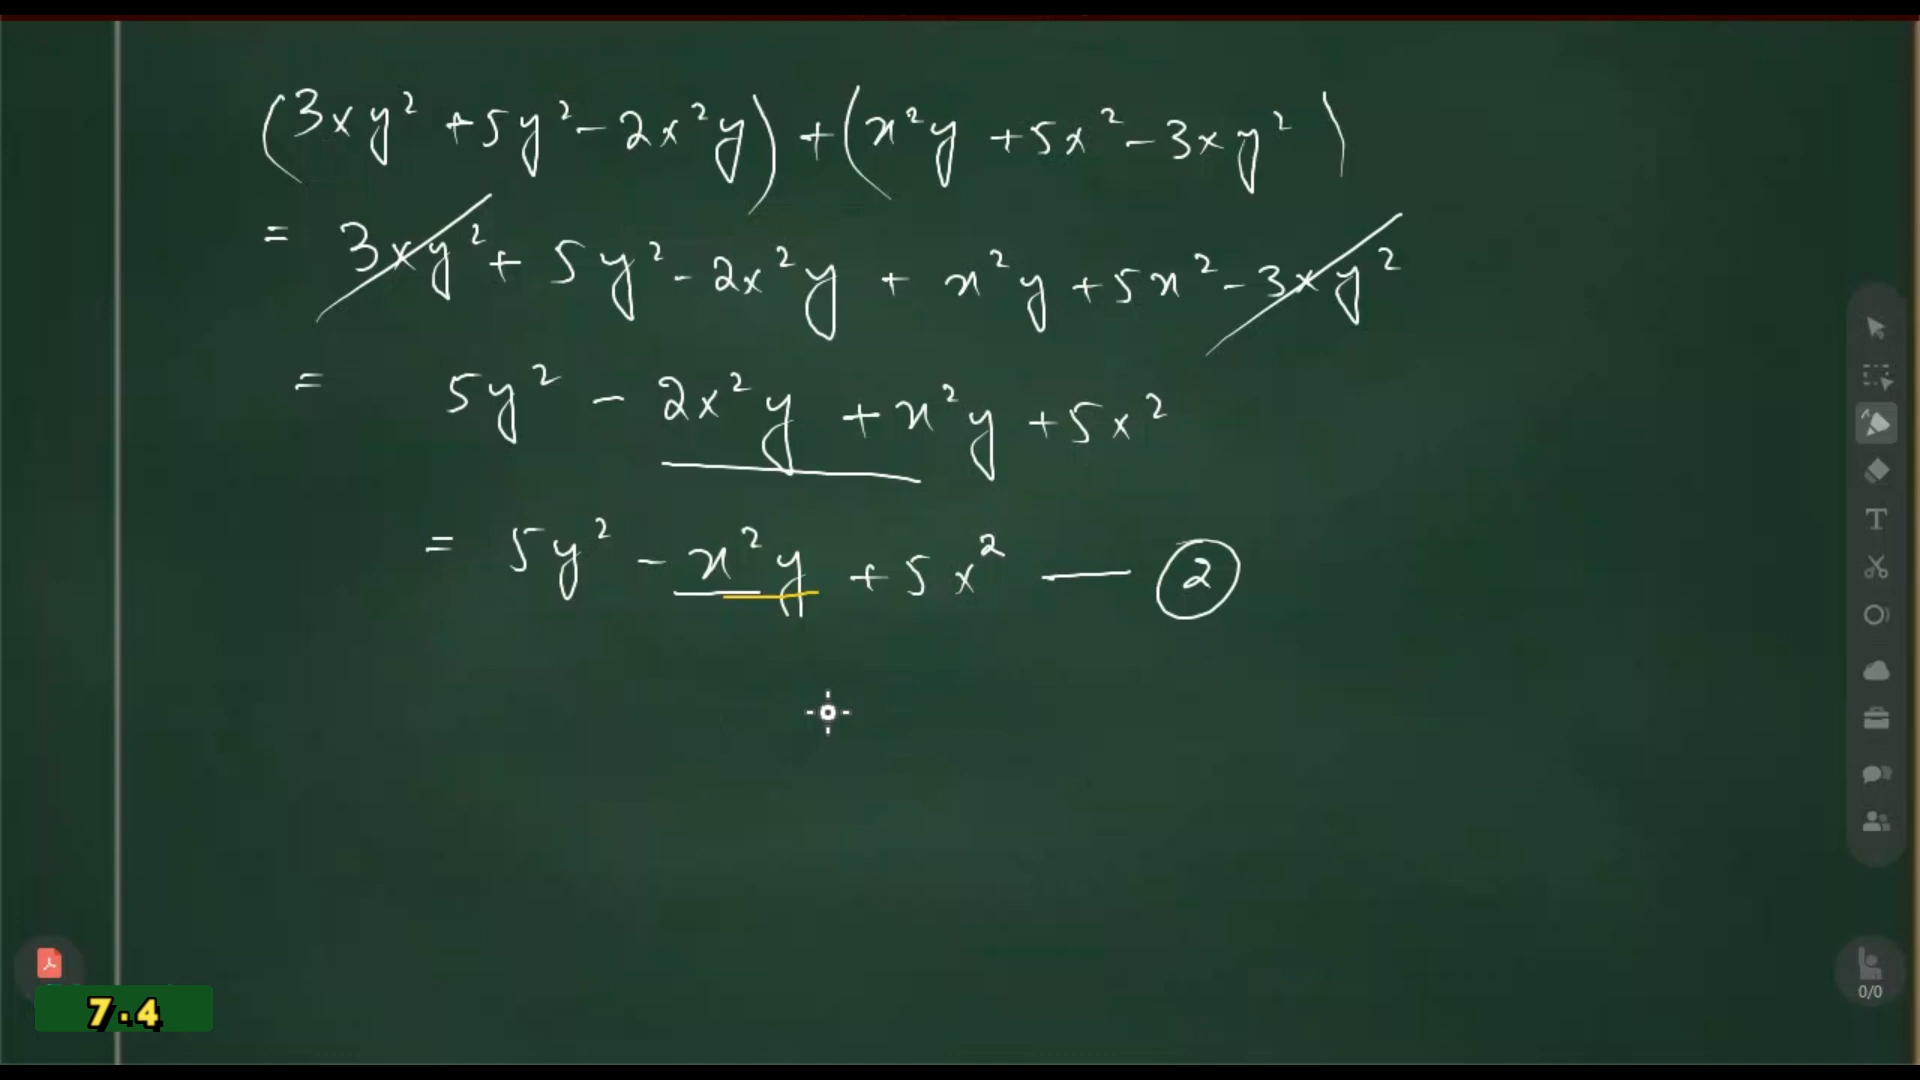 (3xy² + 5y² - 2x²y) + (x²y + 5x² - 3xy²)
= 3xy² + 5y² - 2x²y + x²y + 5x² - 3xy²
= 5y² - 2x²y + x²y + 5x²
= 5y² - x²y + 5x² — 2
T
0/0
7.4